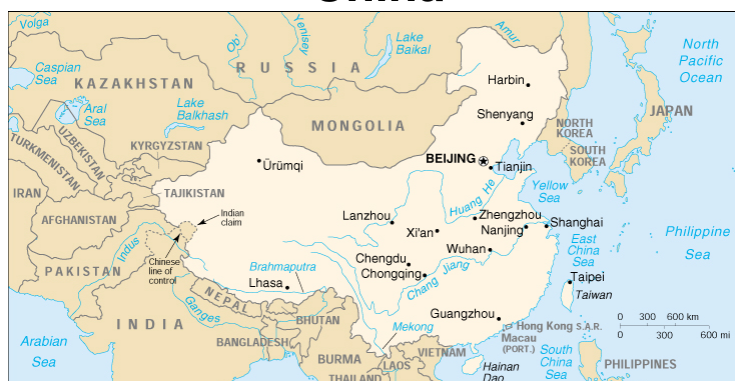 China
Volga
Ob'
Yenisey
Lake
Baikal
Amur
North
Pacific
Ocean
RUSSIA
Caspian
Sea
KAZAKHSTAN
Aral
Sea
Lake
Balkhash
MONGOLIA
Harbin
Shenyang
NORTH
KOREA
JAPAN
UZBEKISTAN
TURKMENISTAN
KYRGYZSTAN
Ürümqi
BEIJING
Tianjin
SOUTH
KOREA
IRAN
TAJIKISTAN
Yellow
Sea
AFGHANISTAN
Indian
claim
Lanzhou
Huang He
Zhengzhou
Xi'an
Nanjing
Shanghai
Philippine
Sea
Indus
Chinese
line of
control
Wuhan
East
China
Sea
Chengdu
Chongqing
Chang Jiang
PAKISTAN
Brahmaputra
Lhasa
Taipei
Taiwan
NEPAL
Ganges
BHUTAN
INDIA
BANGLADESH
Mekong
Guangzhou
Hong Kong S.A.R.
Macau
(PORT.)
0 300 600 km
0 300 600 mi
Arabian
Sea
BURMA
LAOS
VIETNAM
THAILAND
Hainan
Dao
South
China
Sea
PHILIPPINES